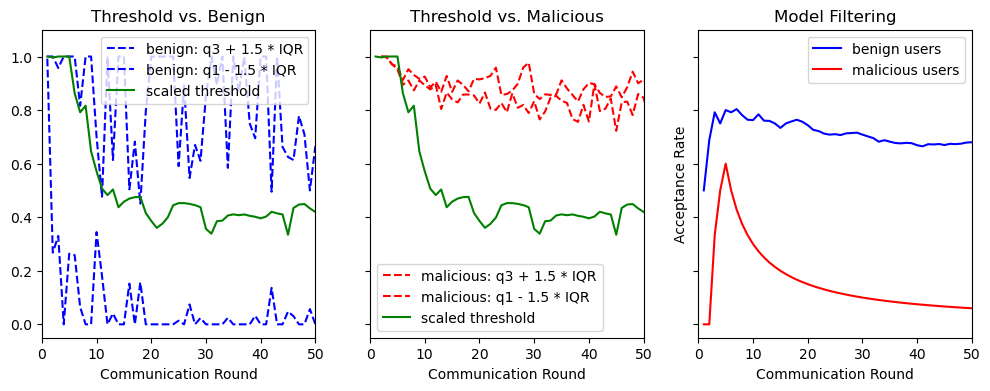 Threshold vs. Benign
benign: q3 + 1.5 * IQR
benign: q1 - 1.5 * IQR
scaled threshold
1.0
0.8
0.6
0.4
0.2
0.0
0 10 20 30 40 50
Communication Round
Threshold vs. Malicious
malicious: q3 + 1.5 * IQR
malicious: q1 - 1.5 * IQR
scaled threshold
0 10 20 30 40 50
Communication Round
Model Filtering
benign users
malicious users
Acceptance Rate
0 10 20 30 40 50
Communication Round